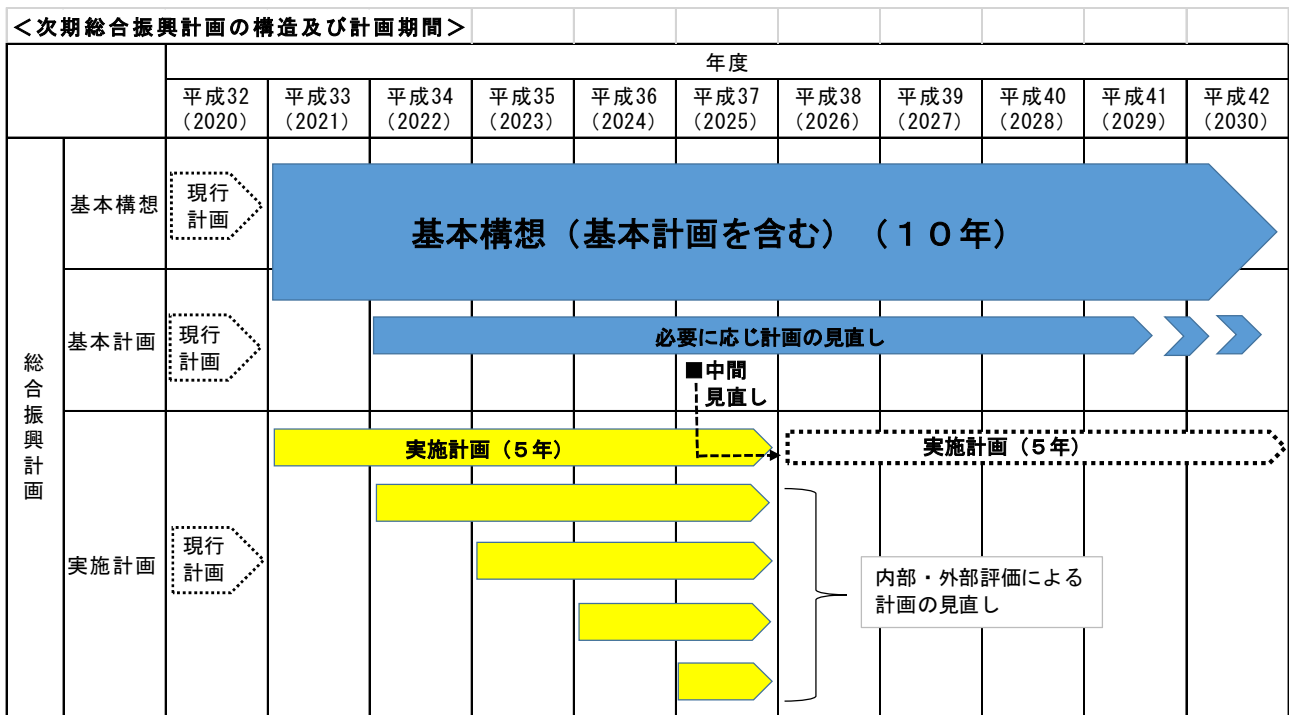 ＜次期総合振興計画の構造及び計画期間＞
年度
平成32
（2020）
平成33
（2021）
平成34
（2022）
平成35
（2023）
平成36
（2024）
平成37
（2025）
平成38
（2026）
平成39
（2027）
平成40
（2028）
平成41
（2029）
平成42
（2030）
総合振興計画
基本構想
現行
計画
基本構想（基本計画を含む）（１０年）
基本計画
現行
計画
必要に応じ計画の見直し
■中間
見直し
実施計画
現行
計画
実施計画（５年）
実施計画（５年）
内部・外部評価による
計画の見直し